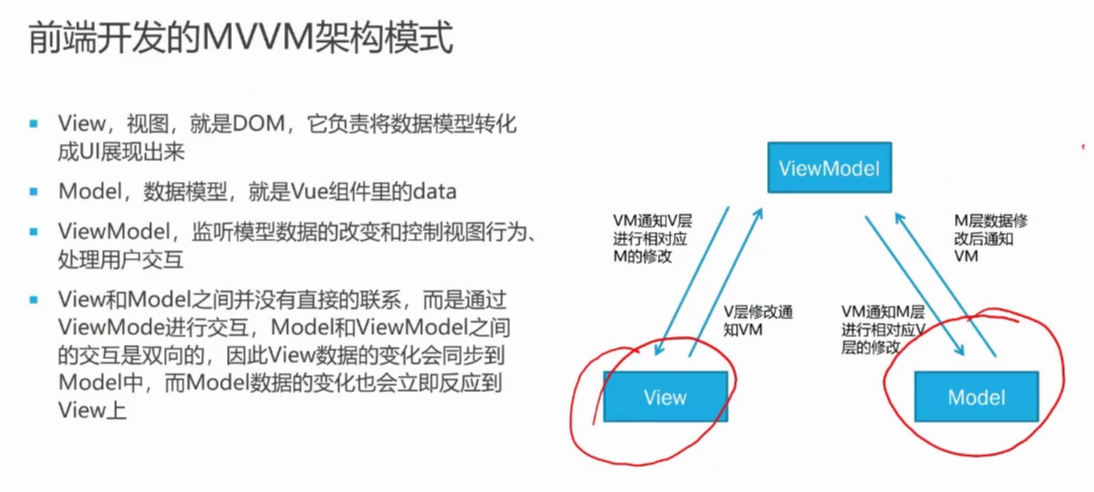 前端开发的MVVM架构模式
View，视图，就是DOM，它负责将数据模型转化
成UI展现出来
Model，数据模型，就是Vue组件里的data
ViewModel，监听模型数据的改变和控制视图行为、
处理用户交互
View和Model之间并没有直接的联系，而是通过
ViewMode进行交互，Model和ViewModel之间
的交互是双向的，因此View数据的变化会同步到
Model中，而Model数据的变化也会立即反应到
View上
ViewModel
VM通知V层
进行相对应
M的修改
M层数据修
改后通知
VM
V层修改通
知VM
VM通知M层
进行相对应V
层的修改
View
Model